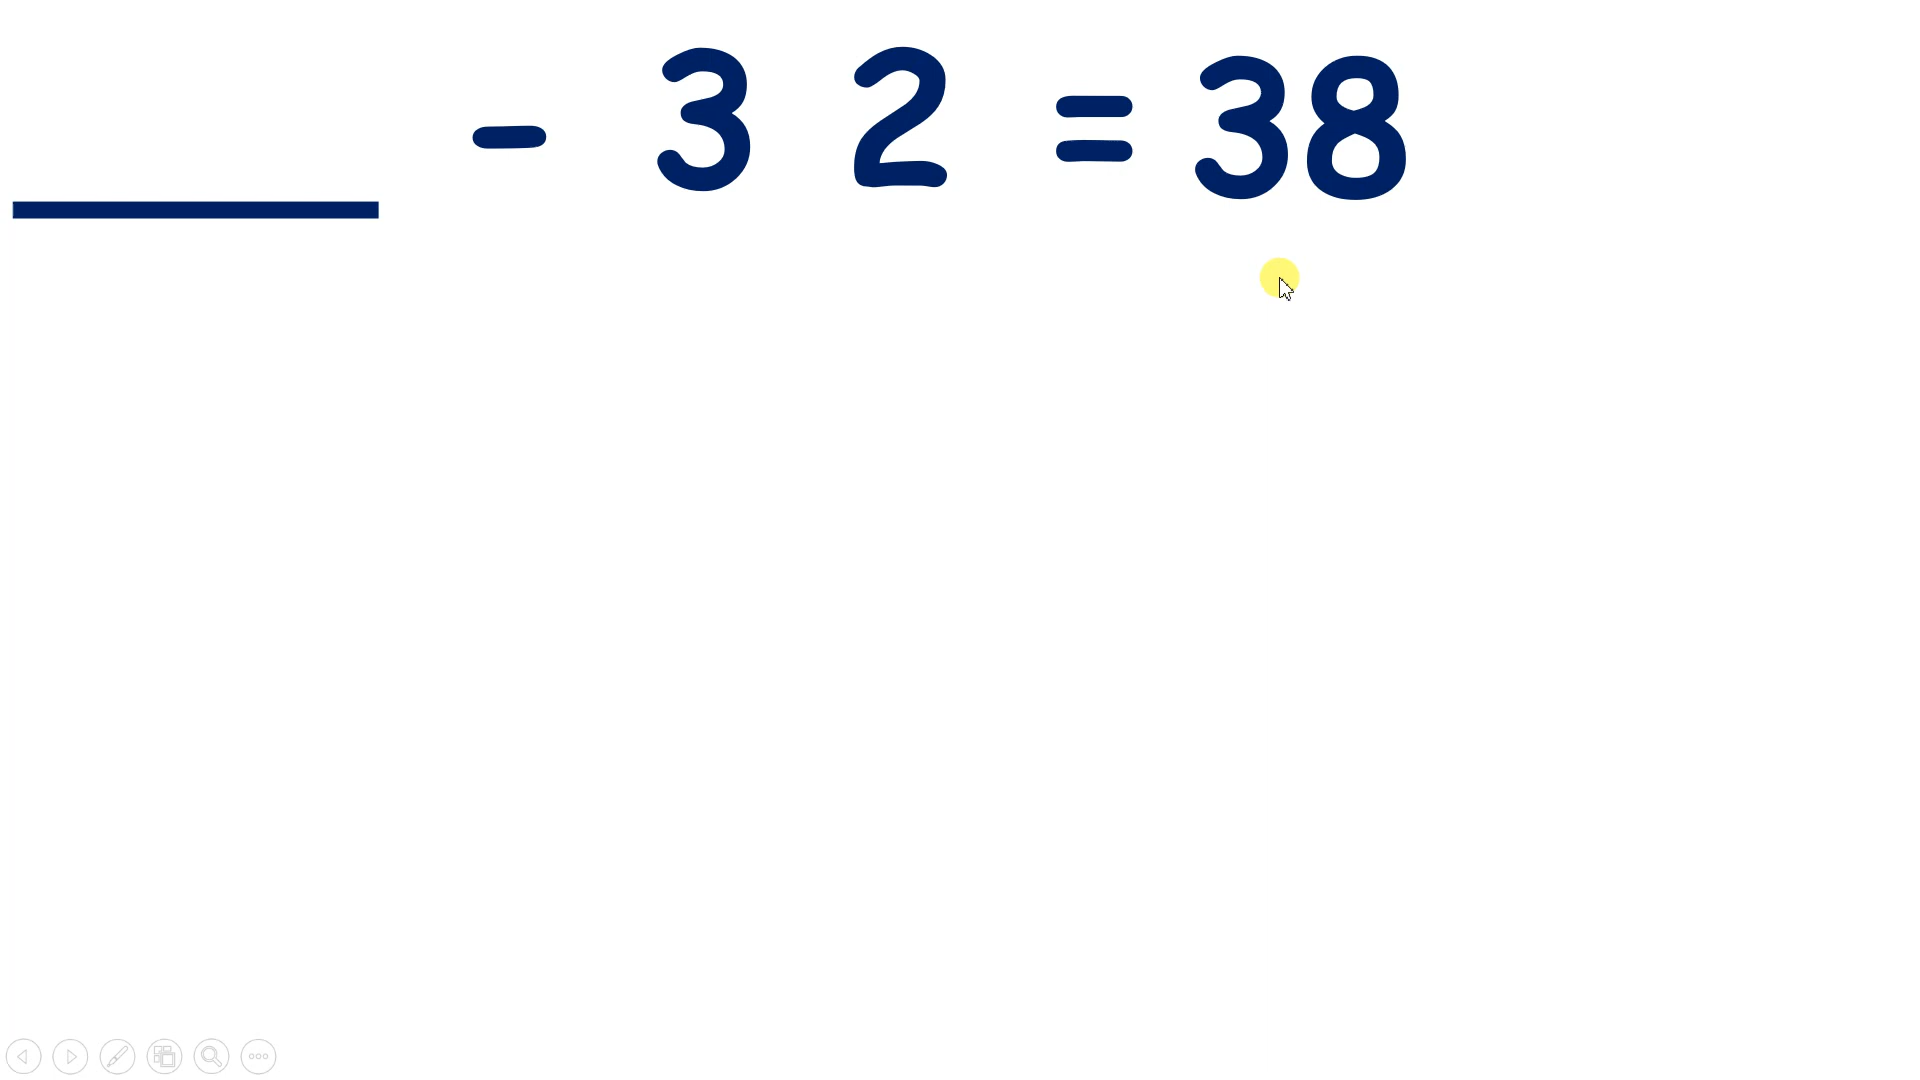 ____ - 3 2 = 38